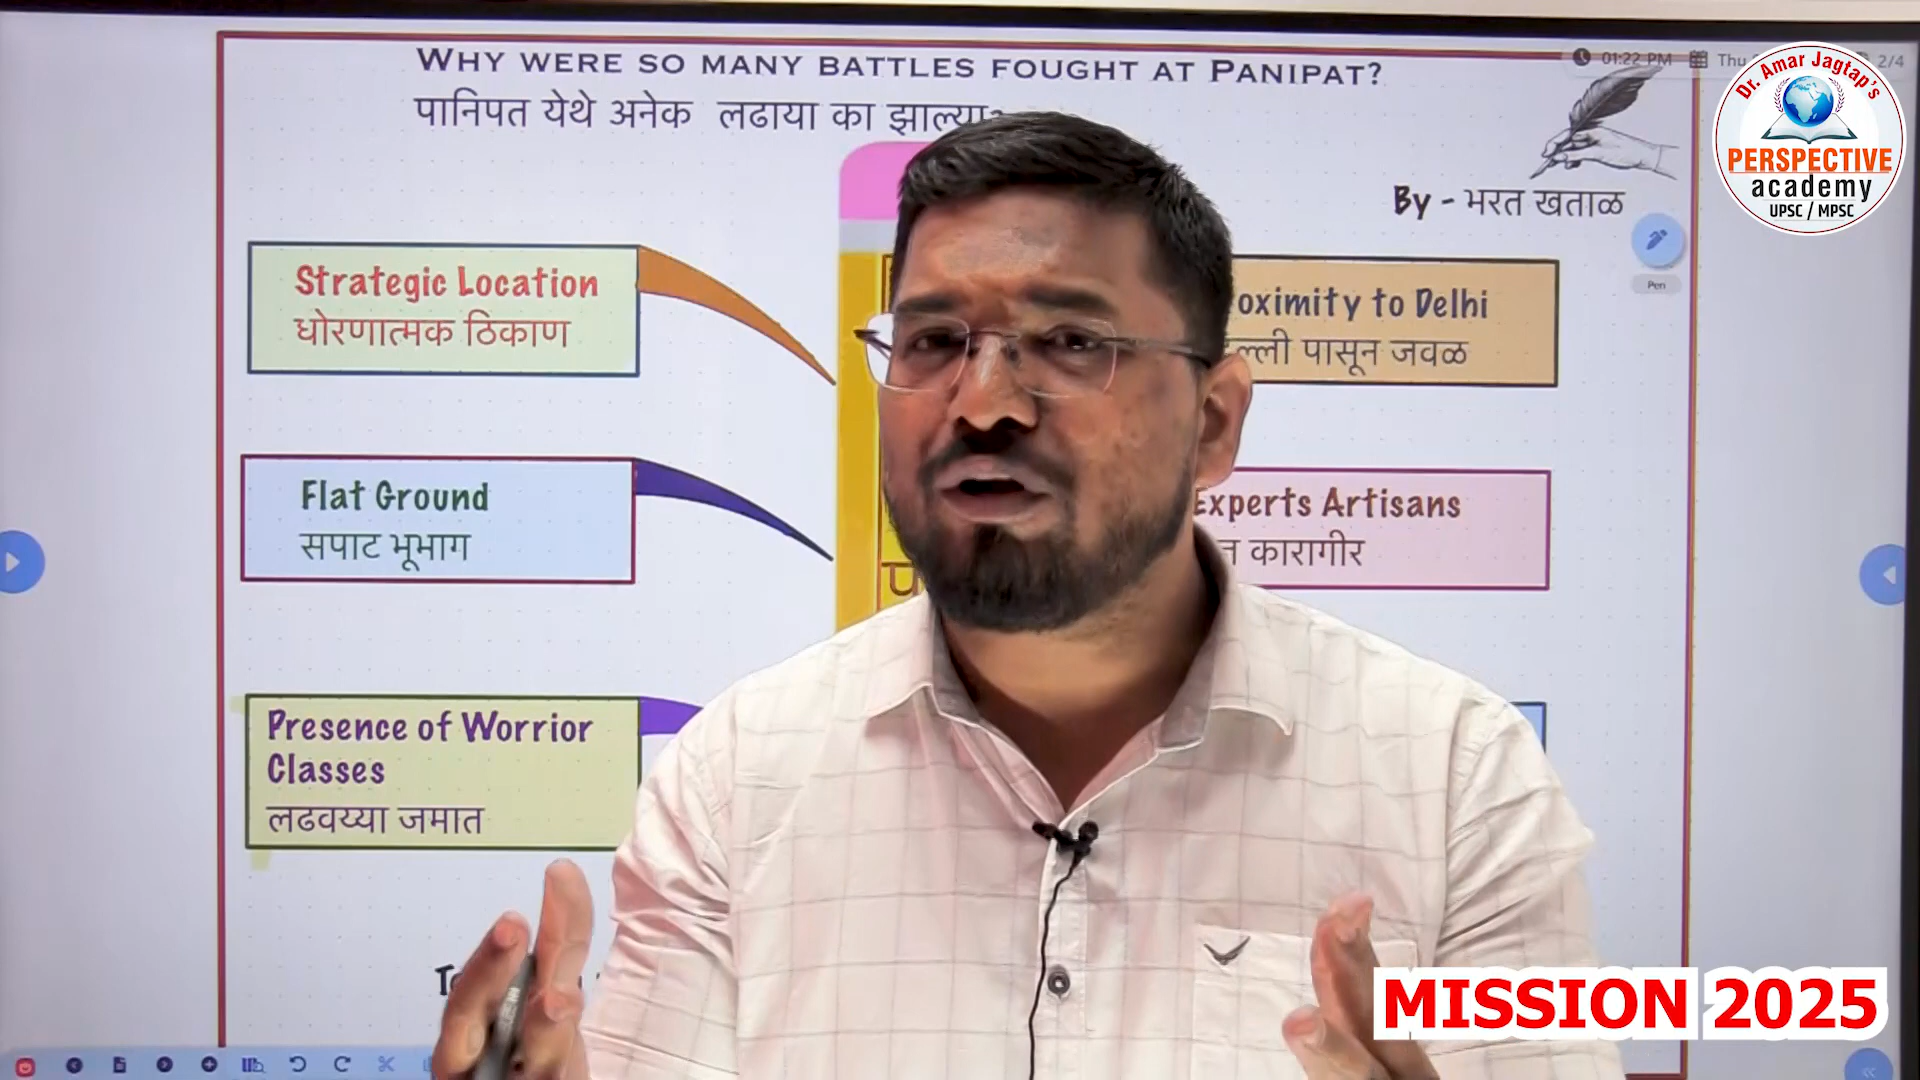 WHY WERE SO MANY BATTLES FOUGHT AT PANIPAT?
पानिपत येथे अनेक लढाया का झाल्या
01:22 PM
Thu
2/4
Dr. Amar Jagtap's
PERSPECTIVE
academy
UPSC / MPSC
By - भरत खताळ
Pen
Strategic Location
धोरणात्मक ठिकाण
oximity to Delhi
ल्ली पासून जवळ
Flat Ground
सपाट भूभाग
Experts Artisans
कारागीर
Presence of Worrior
Classes
लढवय्या जमात
MISSION 2025